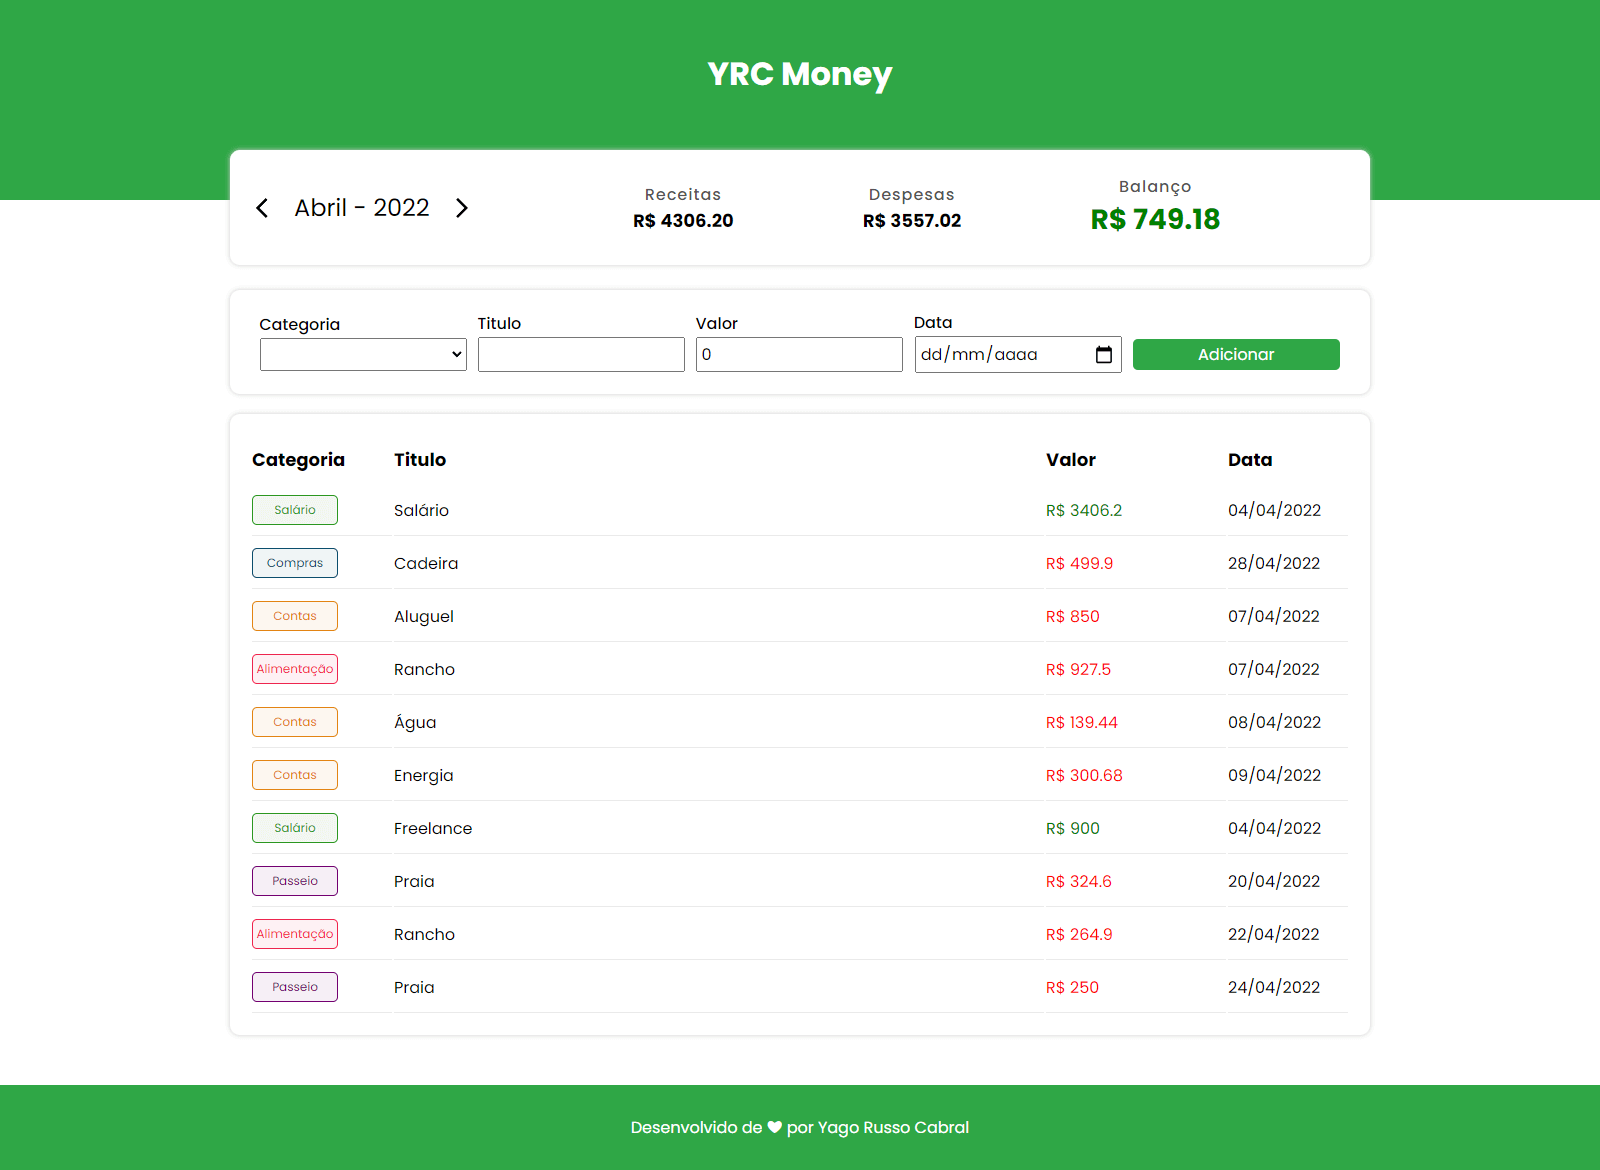 YRC Money
Abril - 2022
Receitas
R$ 4306.20
Despesas
R$ 3557.02
Balanço
R$ 749.18
Categoria
Titulo
Valor
0
Data
dd/mm/aaaa
Adicionar
Categoria Titulo Valor Data
Salário Salário R$ 3406.2 04/04/2022
Compras Cadeira R$ 499.9 28/04/2022
Contas Aluguel R$ 850 07/04/2022
Alimentação Rancho R$ 927.5 07/04/2022
Contas Água R$ 139.44 08/04/2022
Contas Energia R$ 300.68 09/04/2022
Salário Freelance R$ 900 04/04/2022
Passeio Praia R$ 324.6 20/04/2022
Alimentação Rancho R$ 264.9 22/04/2022
Passeio Praia R$ 250 24/04/2022
Desenvolvido de ❤ por Yago Russo Cabral